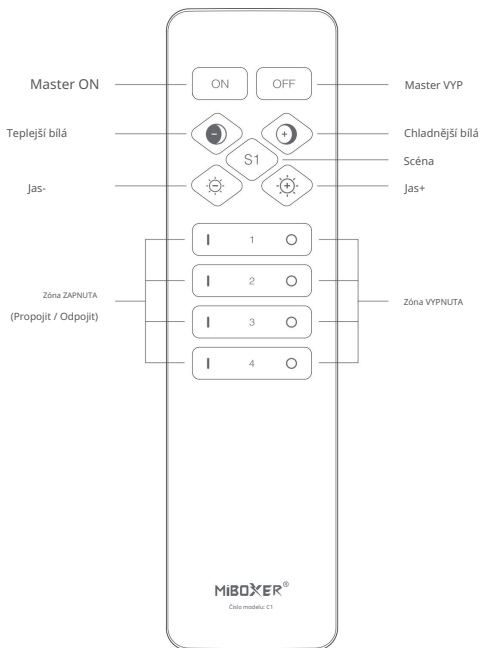 ON OFF
Master ON
Master VYP
Teplejší bílá
Chladnější bílá
S1
Scéna
Jas-
Jas+
1
2
Zóna ZAPNUTA
Zóna VYPNUTA
(Propojit / Odpojit)
3
4
MiBOXER®
Číslo modelu: C1